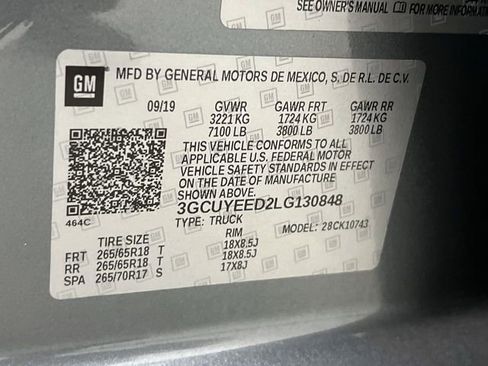 SEE OWNER'S MANUAL
FOR MORE INFORMATION
GM
MFD BY GENERAL MOTORS DE MEXICO, S, DE R.L. DE C.V.
09/19 GVWR GAWR FRT GAWR RR
3221 KG 1724 KG 1724 KG
7100 LB 3800 LB 3800 LB
THIS VEHICLE CONFORMS TO ALL
APPLICABLE U.S. FEDERAL MOTOR
VEHICLE SAFETY STANDARDS IN EFFECT
ON THE DATE OF MANUFACTURE
SHOWN ABOVE.
3GCUYEED2LG130848
464C
TYPE: TRUCK MODEL: 28CK10743
TIRE SIZE RIM
FRT 265/65R18 T 18X8.5J
RR 265/65R18 T 18X8.5J
SPA 265/70R17 S 17X8J